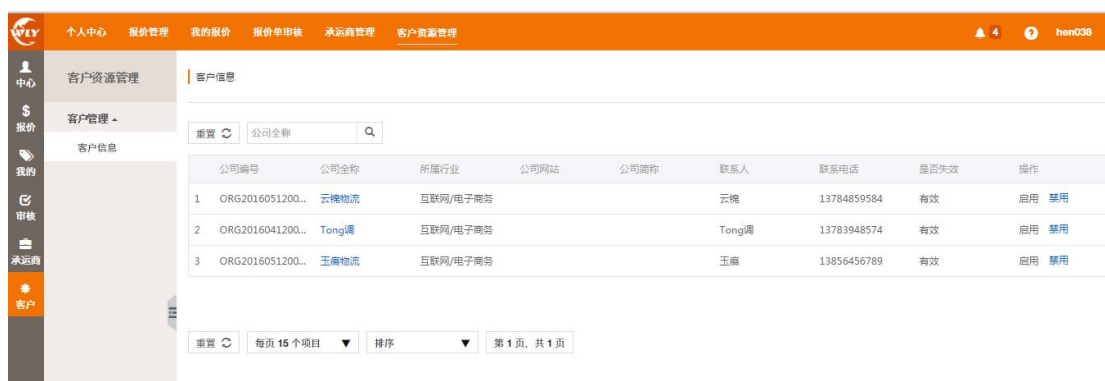 WLY 个人中心 报价管理 我的报价 报价单审核 承运商管理 客户资源管理 4 ? hen038
中心
报价
我的
审核
承运商
客户
客户资源管理
客户管理
客户信息
客户信息
重置 公司全称
公司编号 公司全称 所属行业 公司网站 公司简称 联系人 联系电话 是否失效 操作
1 ORG2016051200... 云锦物流 互联网/电子商务 云锦 13784859584 有效 启用 禁用
2 ORG2016041200... Tong调 互联网/电子商务 Tong调 13783948574 有效 启用 禁用
3 ORG2016051200... 玉痕物流 互联网/电子商务 玉痕 13856456789 有效 启用 禁用
重置 每页 15 个项目 排序 第 1 页, 共 1 页